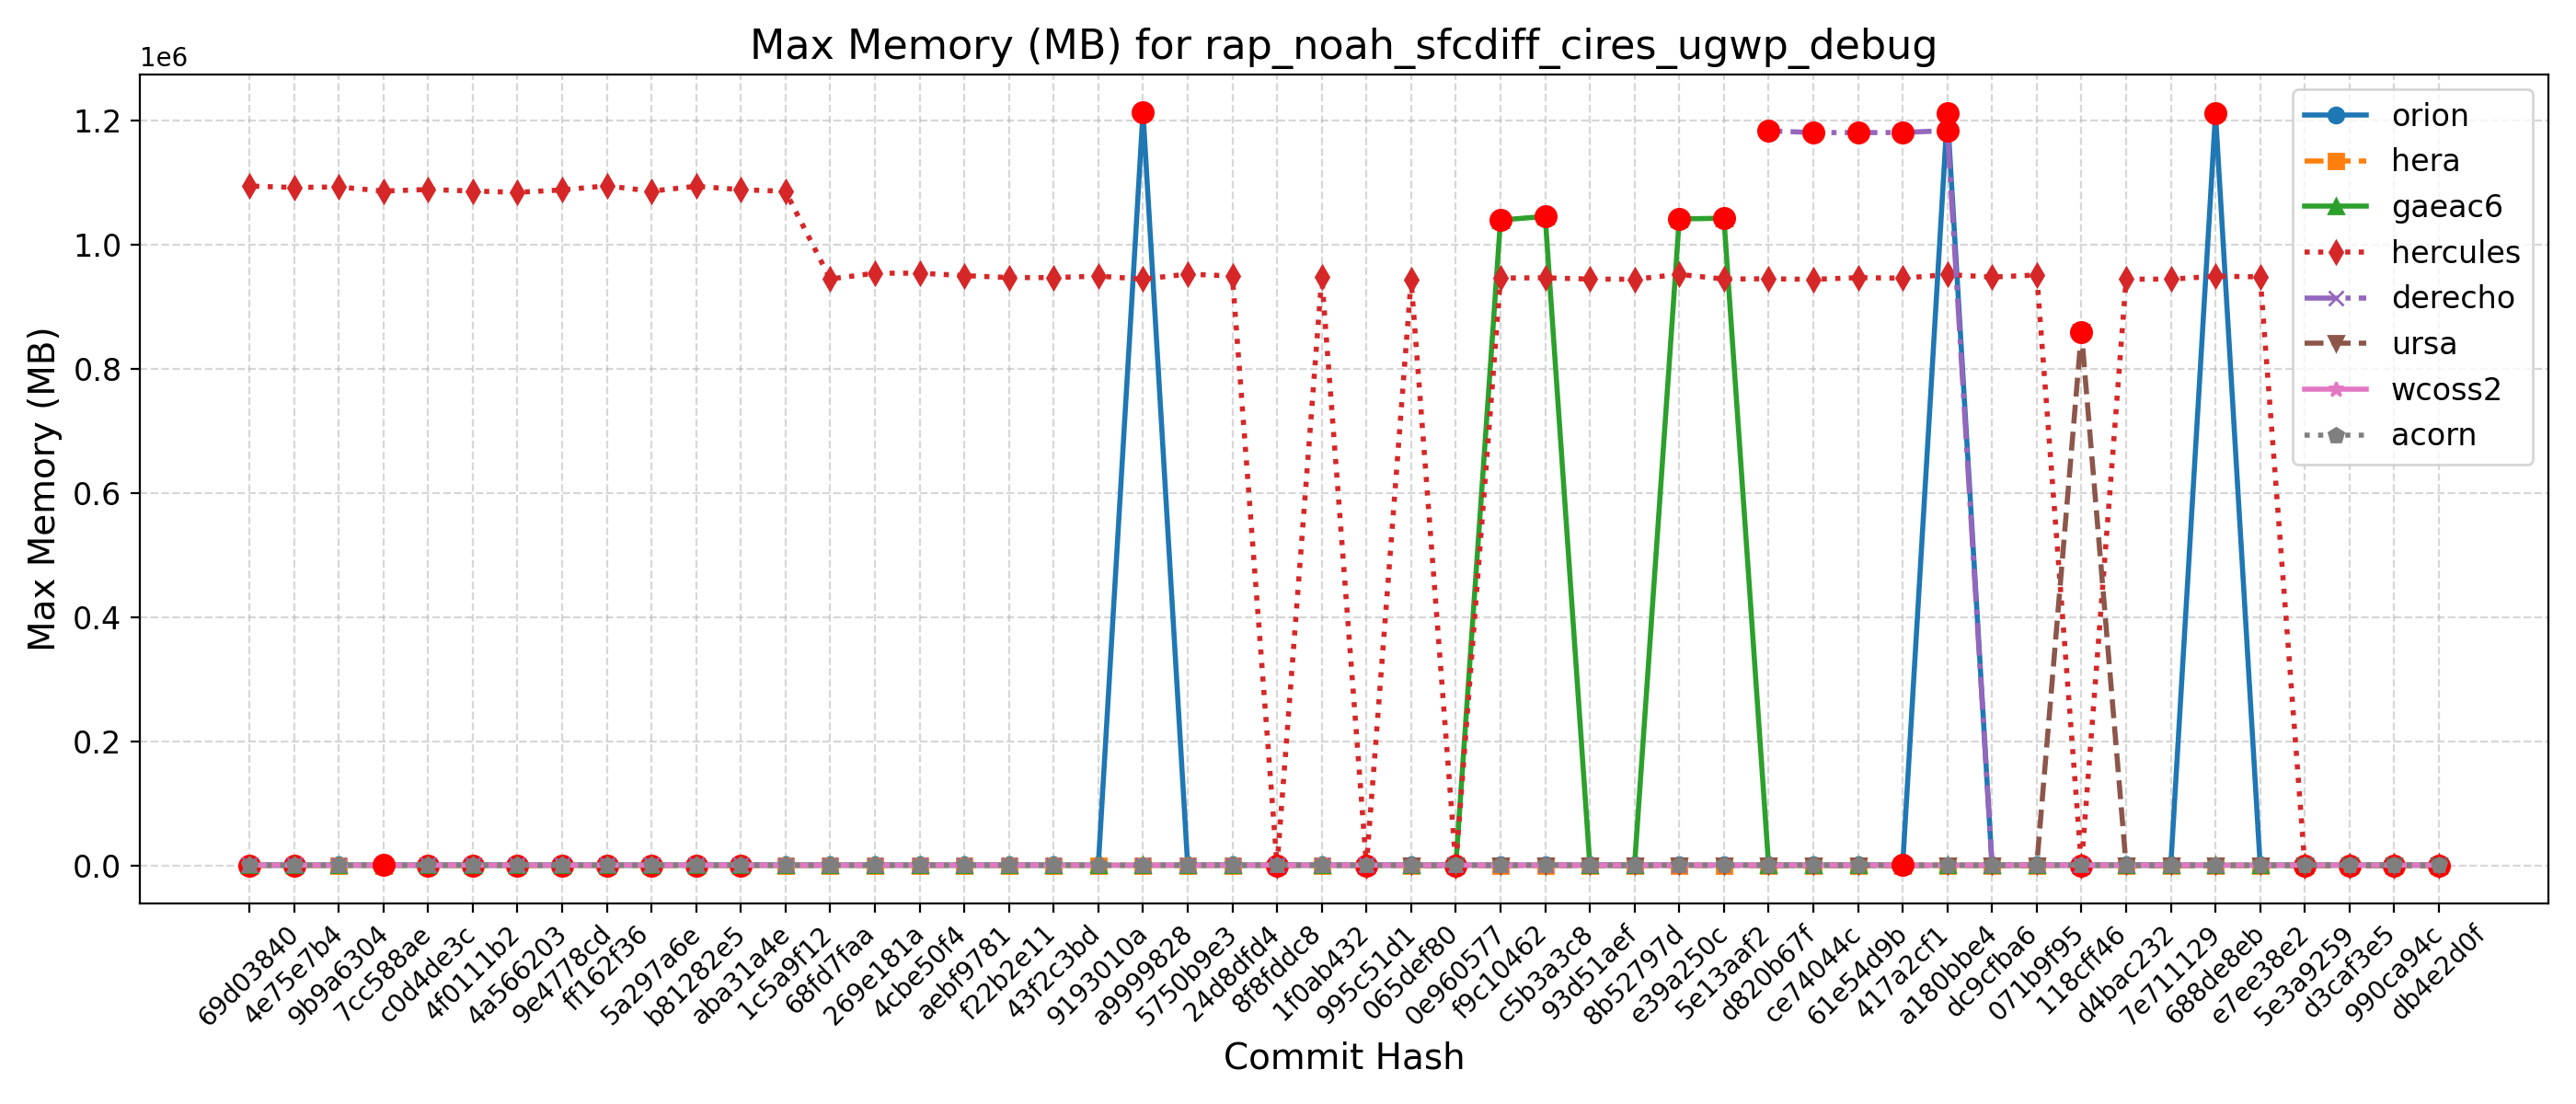 Max Memory (MB) for rap_noah_sfcdiff_cires_ugwp_debug
1e6
1.2
1.0
0.8
0.6
0.4
0.2
0.0
Max Memory (MB)
orion
hera
gaeac6
hercules
derecho
ursa
wcoss2
acorn
69d03840
4e75e7b4
9b9a6304
7cc588ae
c0d4de3c
4f0111b2
4a566203
9e4778cd
ff162f36
5a297a6e
b81282e5
aba31a4e
1c5a9f12
68fd7faa
269e181a
4cbe50f4
aebf9781
f22b2e11
43f2c3bd
9193010a
a9999828
5750b9e3
24d8dfd4
8f8fddc8
1f0ab432
995c51d1
065def80
0e960577
f9c10462
c5b3a3c8
93d51aef
8b52797d
e39a250c
5e13aaf2
d820b67f
ce74044c
61e54d9b
417a2cf1
a180bbe4
dc9cfba6
071b9f95
118cff46
d4bac232
7e711129
688de8eb
e7ee38e2
5e3a9259
d3caf3e5
990ca94c
db4e2d0f
Commit Hash